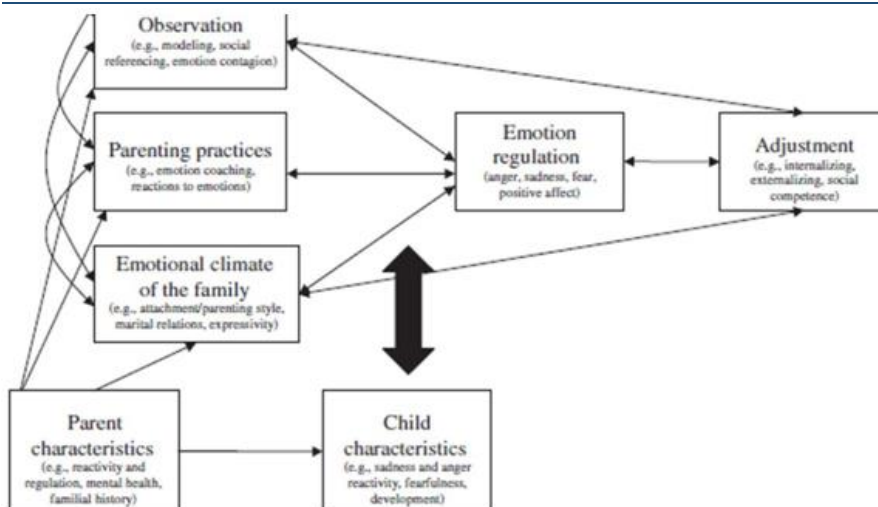 Observation
(e.g., modeling, social
referencing, emotion contagion)
Parenting practices
(e.g., emotion coaching,
reactions to emotions)
Emotion
regulation
(anger, sadness, fear,
positive affect)
Adjustment
(e.g., internalizing,
externalizing, social
competence)
Emotional climate
of the family
(e.g., attachment/parenting style,
marital relations, expressivity)
Parent
characteristics
(e.g., reactivity and
regulation, mental health,
familial history)
Child
characteristics
(e.g., sadness and anger
reactivity, fearfulness,
development)